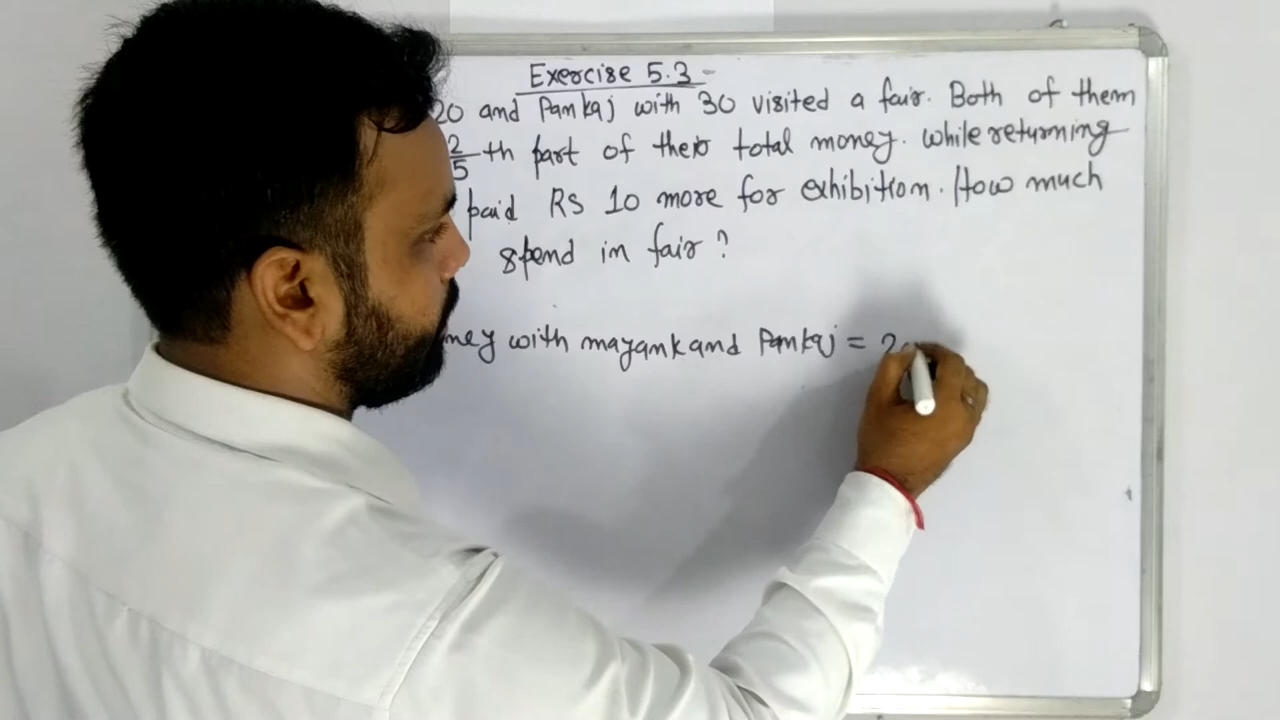 Exercise 5.3
20 and Pankaj with 30 visited a fair. Both of them
2/5 th part of their total money. while returning
paid RS 10 more for exhibition. How much
spend in fair ?
ney with mayank and Pankaj = 20